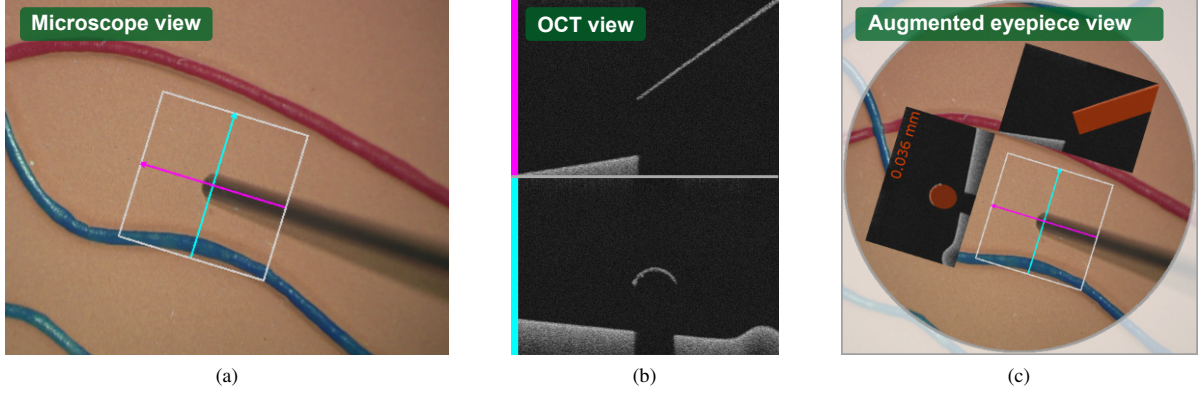 Microscope view
OCT view
Augmented eyepiece view
0.036 mm
(a)
(b)
(c)